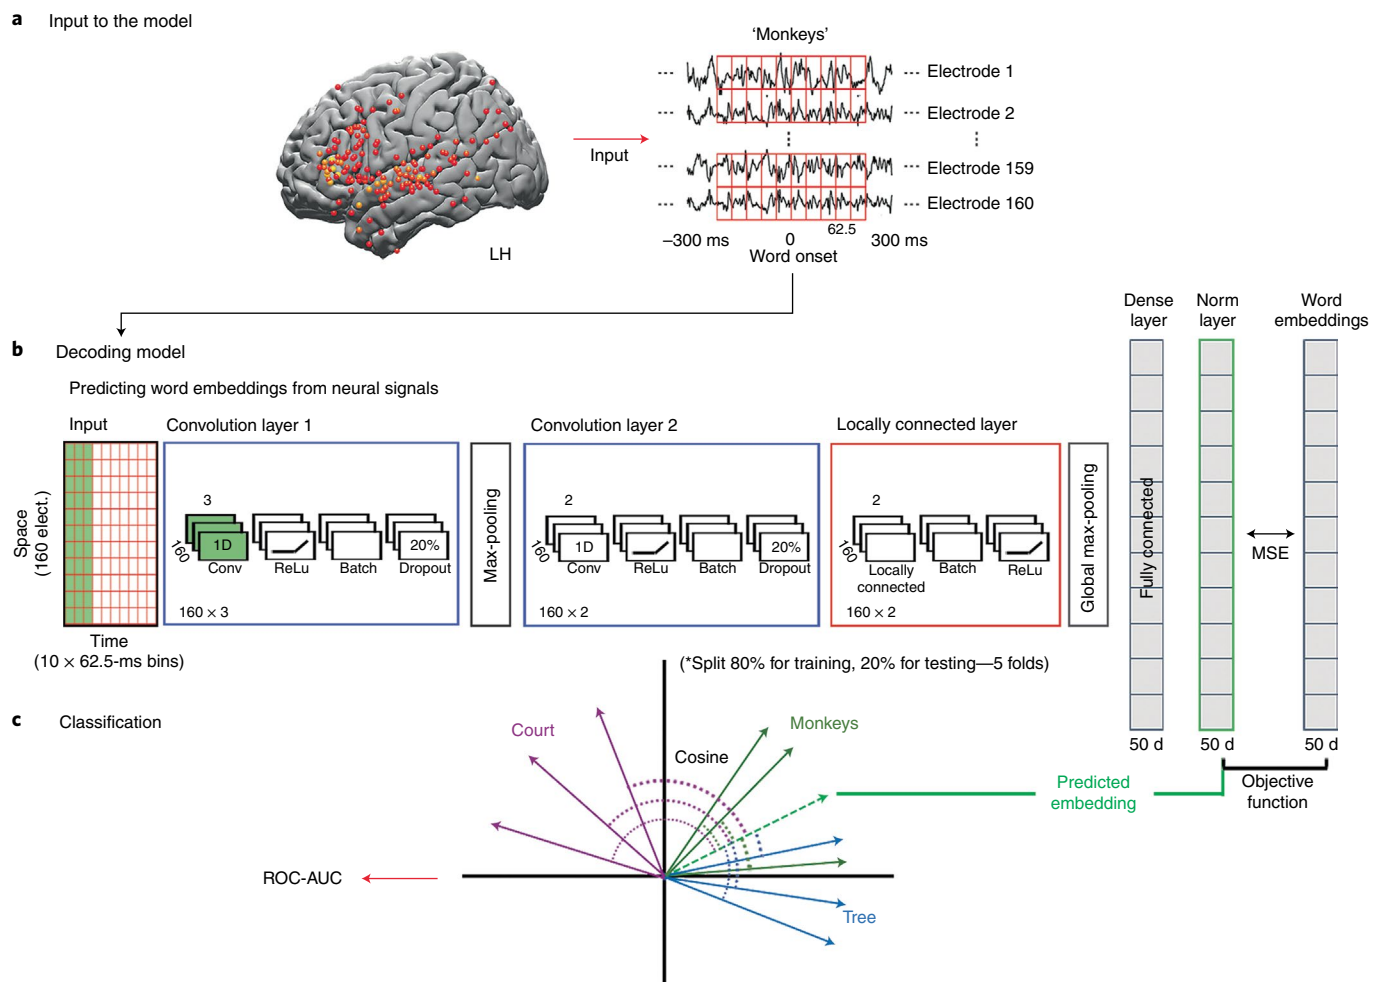 a Input to the model
'Monkeys'
Electrode 1
Electrode 2
Electrode 159
Electrode 160
Input
LH
62.5
–300 ms 0 300 ms
Word onset
b Decoding model
Predicting word embeddings from neural signals
Input
Space
(160 elect.)
Time
(10 × 62.5-ms bins)
Convolution layer 1
3
160
1D
20%
Conv ReLu Batch Dropout
160 × 3
Max-pooling
Convolution layer 2
2
160
1D
20%
Conv ReLu Batch Dropout
160 × 2
Locally connected layer
2
160
Locally
connected
Batch
ReLu
160 × 2
Global max-pooling
Dense
layer
Fully connected
50 d
Norm
layer
50 d
MSE
Word
embeddings
50 d
Objective
function
Predicted
embedding
(*Split 80% for training, 20% for testing—5 folds)
c Classification
Court
Cosine
Monkeys
Tree
ROC-AUC